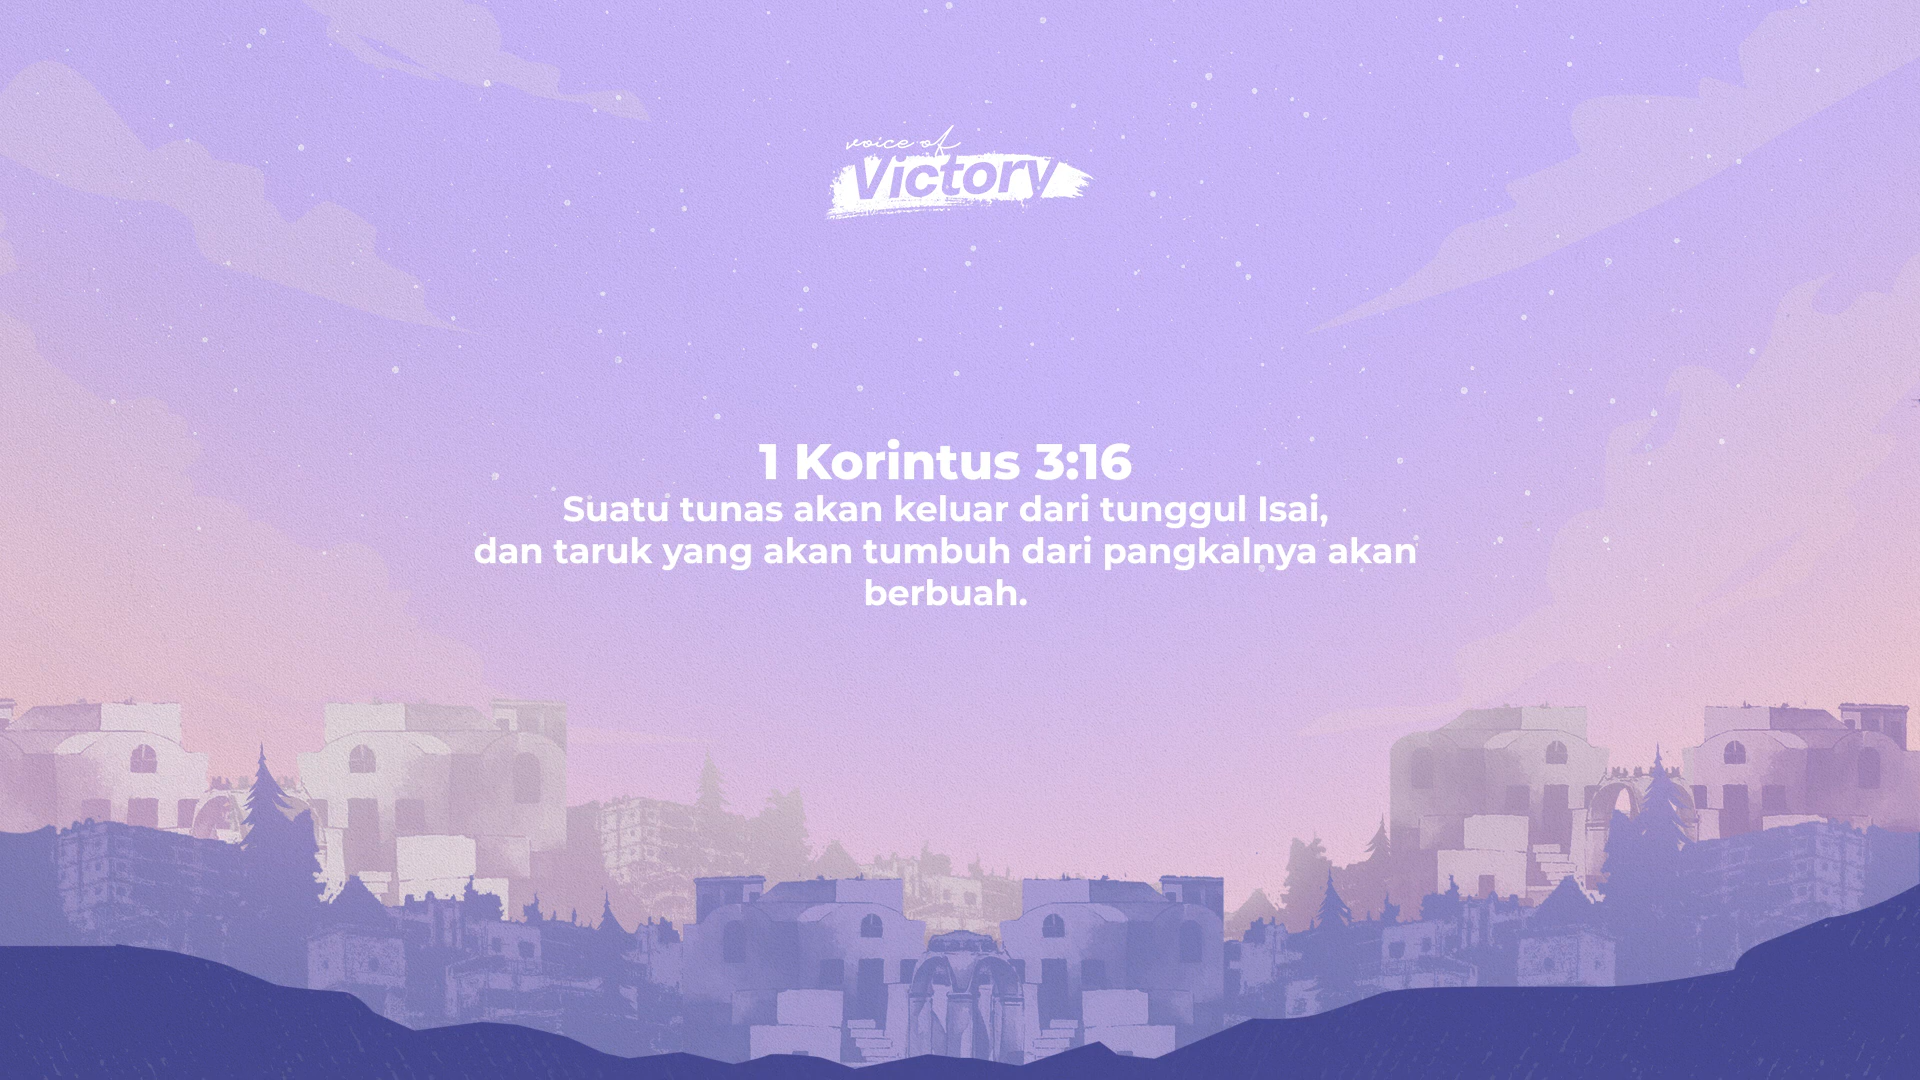 voice of
Victory
1 Korintus 3:16
Suatu tunas akan keluar dari tunggul Isai,
dan taruk yang akan tumbuh dari pangkalnya akan
berbuah.